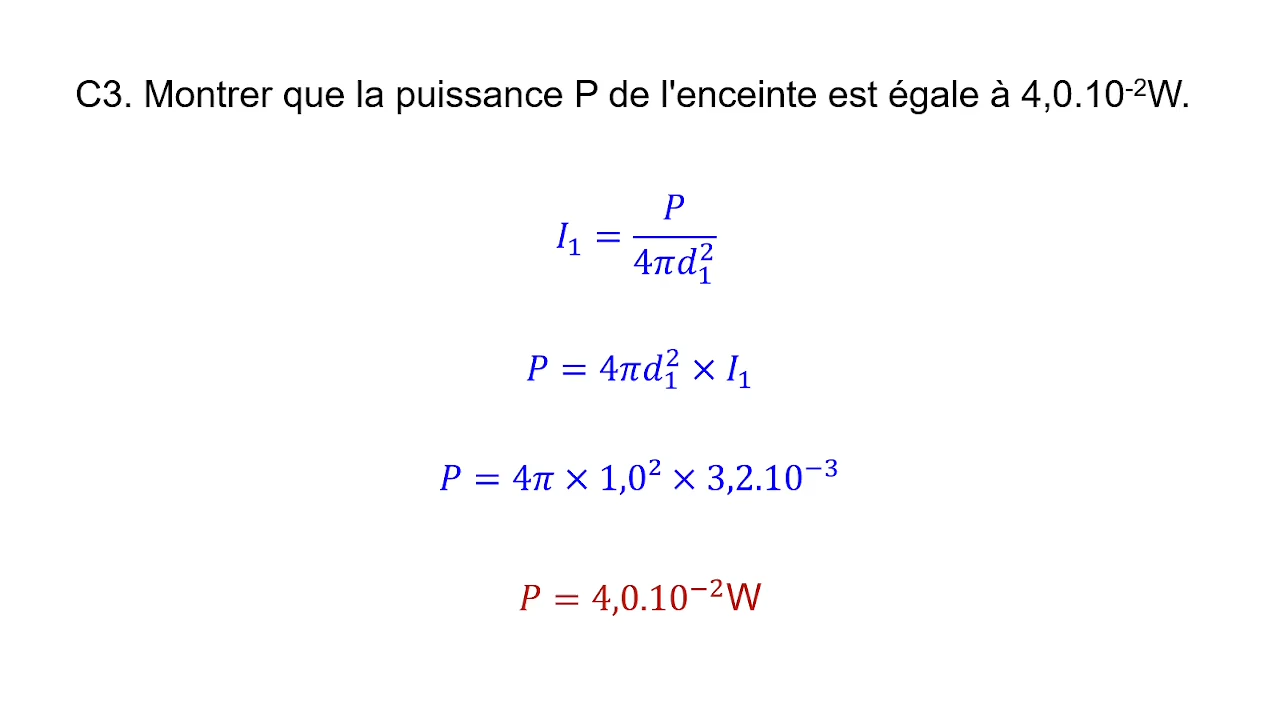 C3. Montrer que la puissance P de l'enceinte est égale à 4,0.10⁻²W.
I₁ = P / 4πd₁²
P = 4πd₁² × I₁
P = 4π × 1,0² × 3,2.10⁻³
P = 4,0.10⁻²W